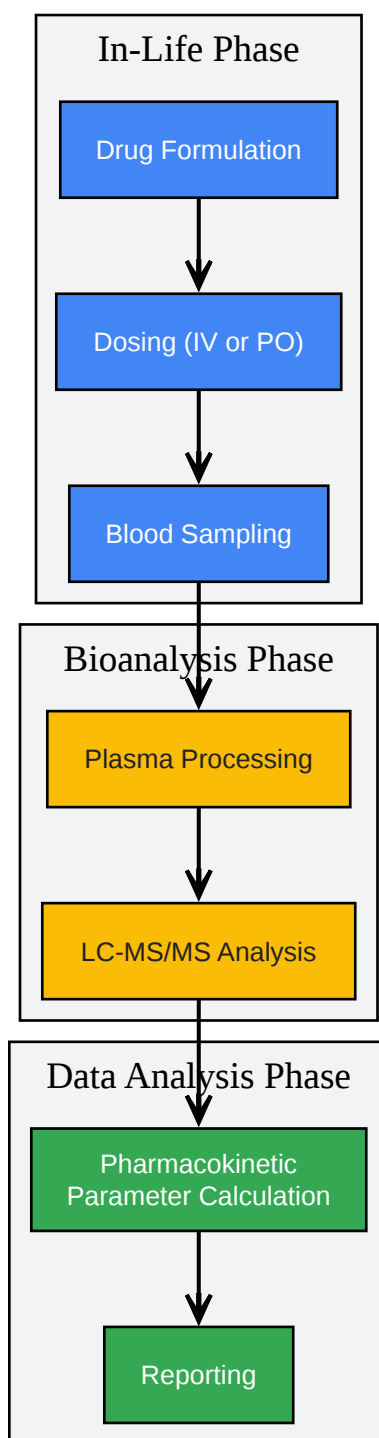 In-Life Phase
Drug Formulation
Dosing (IV or PO)
Blood Sampling
Bioanalysis Phase
Plasma Processing
LC-MS/MS Analysis
Data Analysis Phase
Pharmacokinetic
Parameter Calculation
Reporting